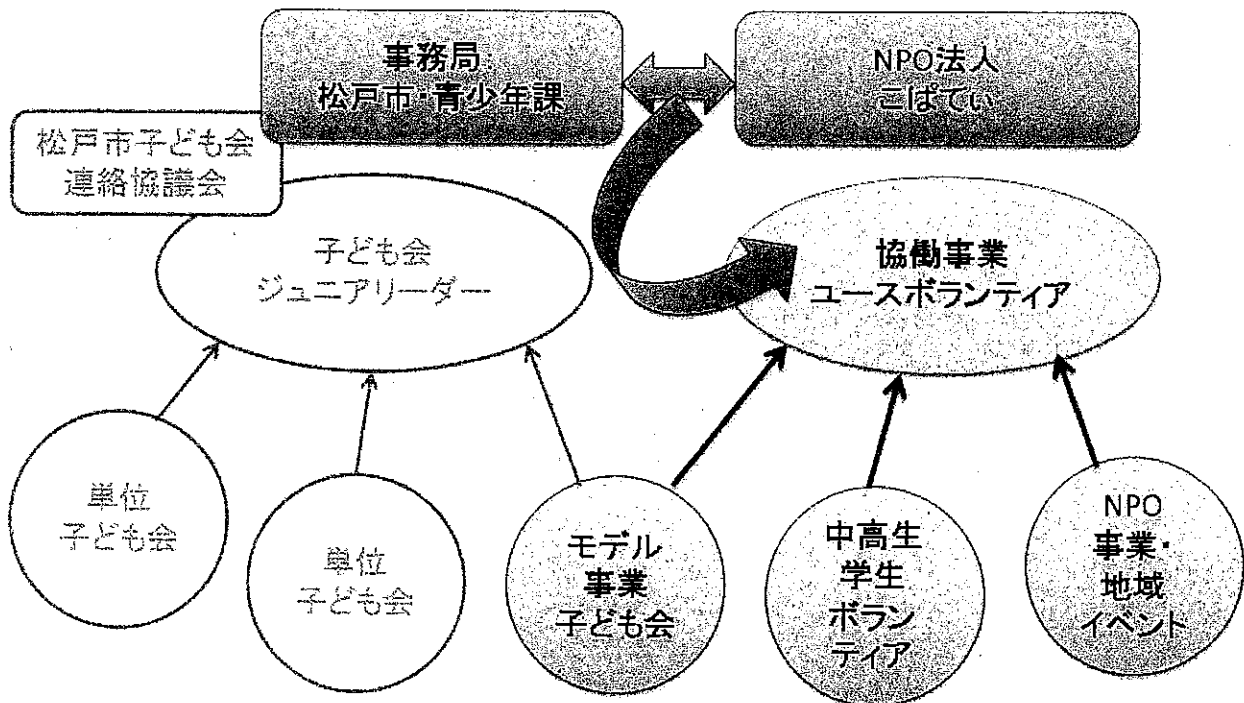 事務局
松戸市・青少年課
NPO法人
こぱてぃ
松戸市子ども会
連絡協議会
子ども会
ジュニアリーダー
協働事業
ユースボランティア
単位
子ども会
単位
子ども会
モデル
事業
子ども会
中高生
学生
ボラン
ティア
NPO
事業・
地域
イベント